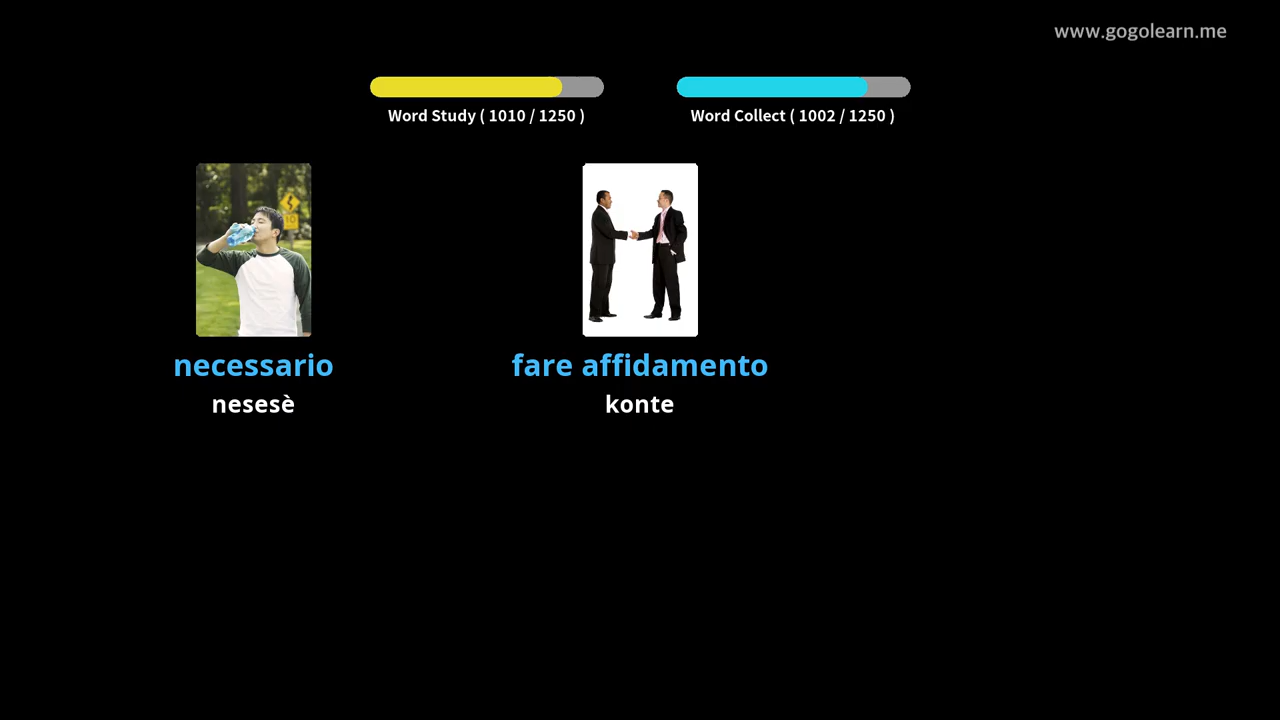 www.gogolearn.me
Word Study ( 1010 / 1250 )
Word Collect ( 1002 / 1250 )
necessario
nesesè
fare affidamento
konte